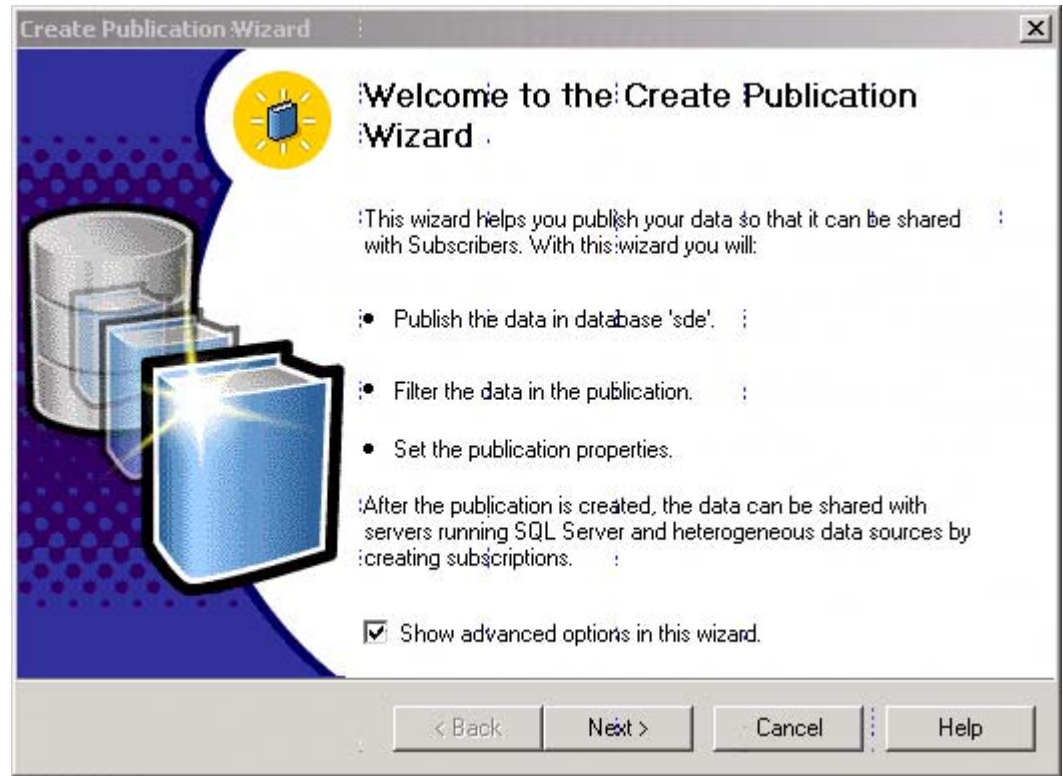 Create Publication Wizard
Welcome to the Create Publication
Wizard
This wizard helps you publish your data so that it can be shared
with Subscribers. With this wizard you will:
• Publish the data in database 'sde'.
• Filter the data in the publication.
• Set the publication properties.
After the publication is created, the data can be shared with
servers running SQL Server and heterogeneous data sources by
creating subscriptions.
Show advanced options in this wizard.
< Back Next > Cancel Help